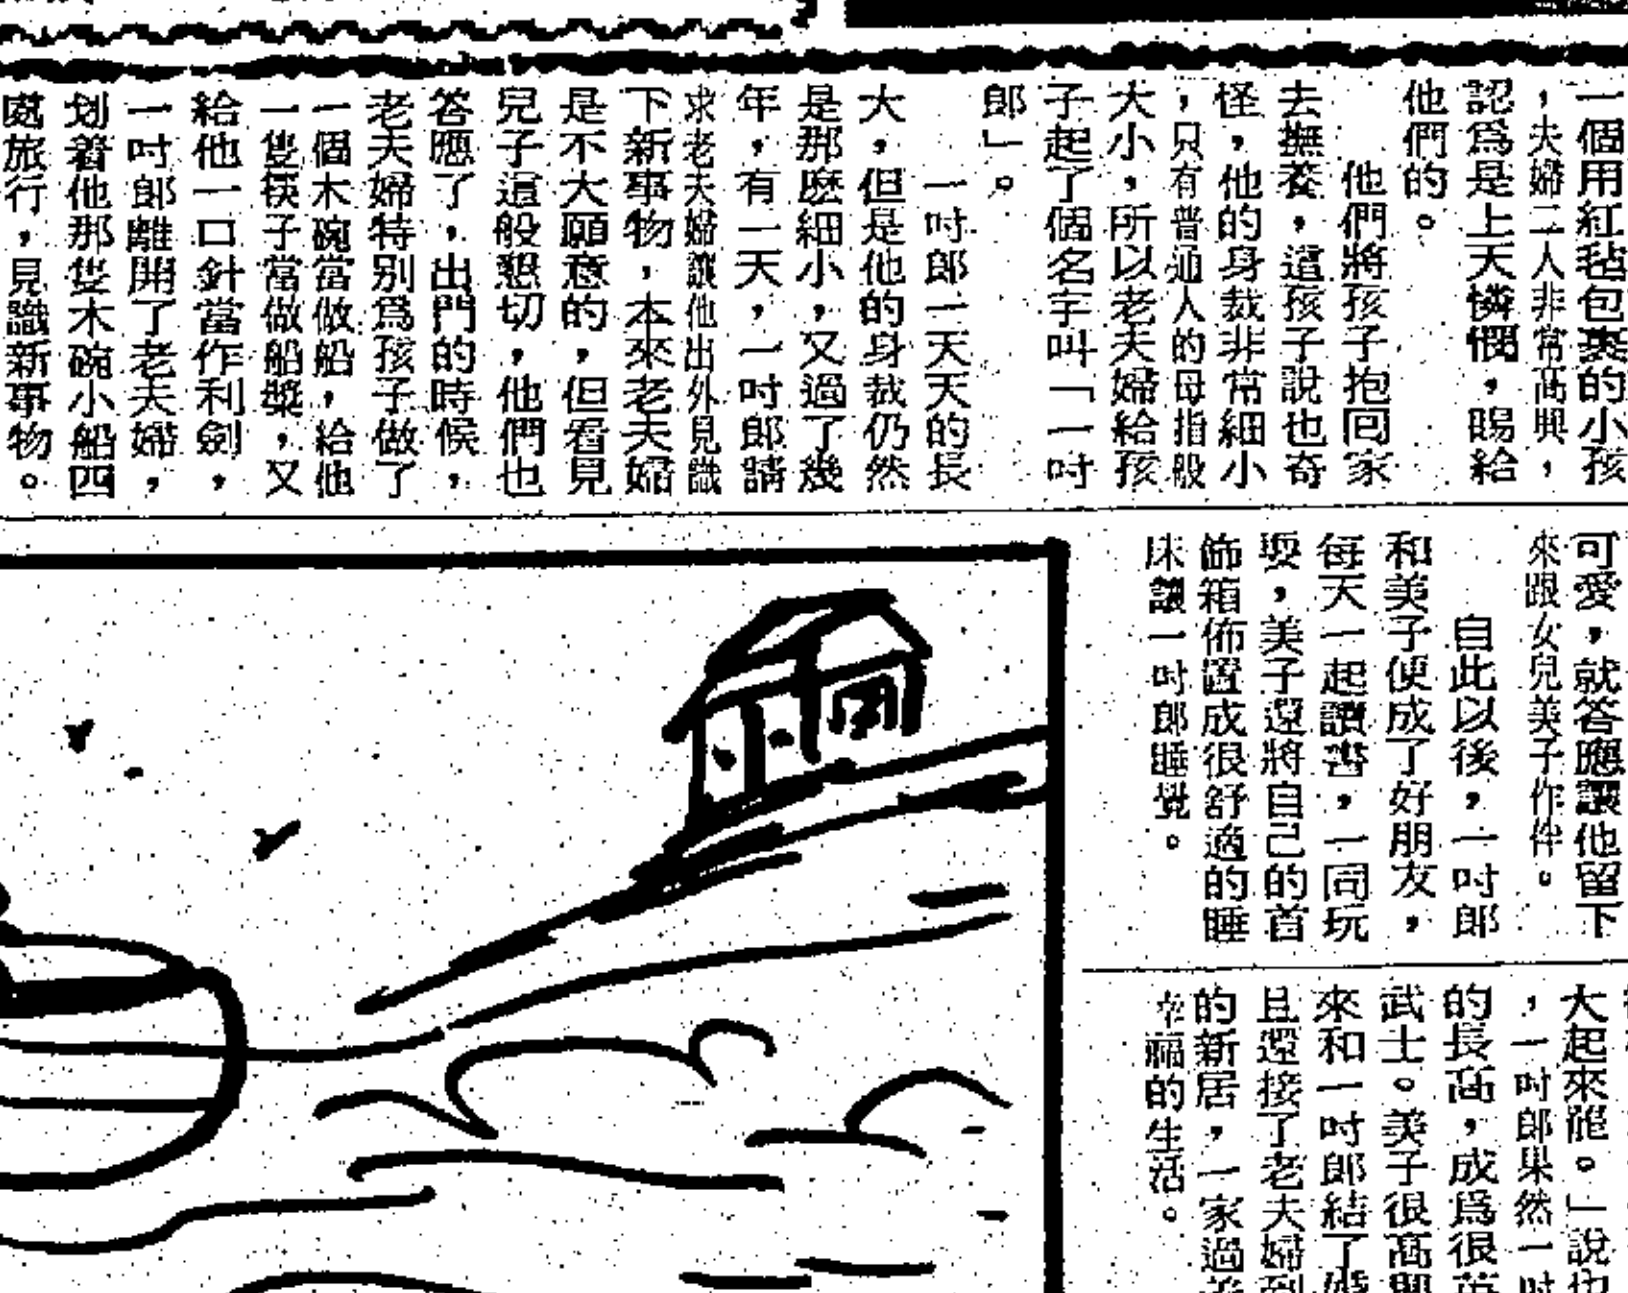 一個用紅毡包裹的小孩
，夫婦二人非常高興，
認爲是上天憐憫，賜給
他們的。
他們將孩子抱回家
去撫養，這孩子說也奇
怪，他的身裁非常細小
，只有普通人的母指般
大小，所以老夫婦給孩
子起了個名字叫「一吋
郎」。
一吋郎一天天的長
大，但是他的身裁仍然
是那麽細小，又過了幾
年，有一天，一吋郎請
求老夫婦讓他出外見識
下新事物，本來老夫婦
是不大願意的，但看見
兒子這般懇切，他們也
答應了，出門的時候，
老夫婦特别爲孩子做了
一個木碗當做船，給他
一隻筷子當做船槳，又
給他一口針當作利劍，
一吋郎離開了老夫婦，
划着他那隻木碗小船四
處旅行，見識新事物。
可愛，就答應讓他留下
來跟女兒美子作伴。
自此以後，一吋郎
和美子便成了好朋友，
每天一起讀書，一同玩
耍，美子還將自己的首
飾箱佈置成很舒適的睡
床讓一吋郎睡覺。
大起來罷。」說也
，一吋郎果然一吋
的長高，成爲很英
武士。美子很高興
來和一吋郎結了婚
且還接了老夫婦到
的新居，一家過着
幸福的生活。